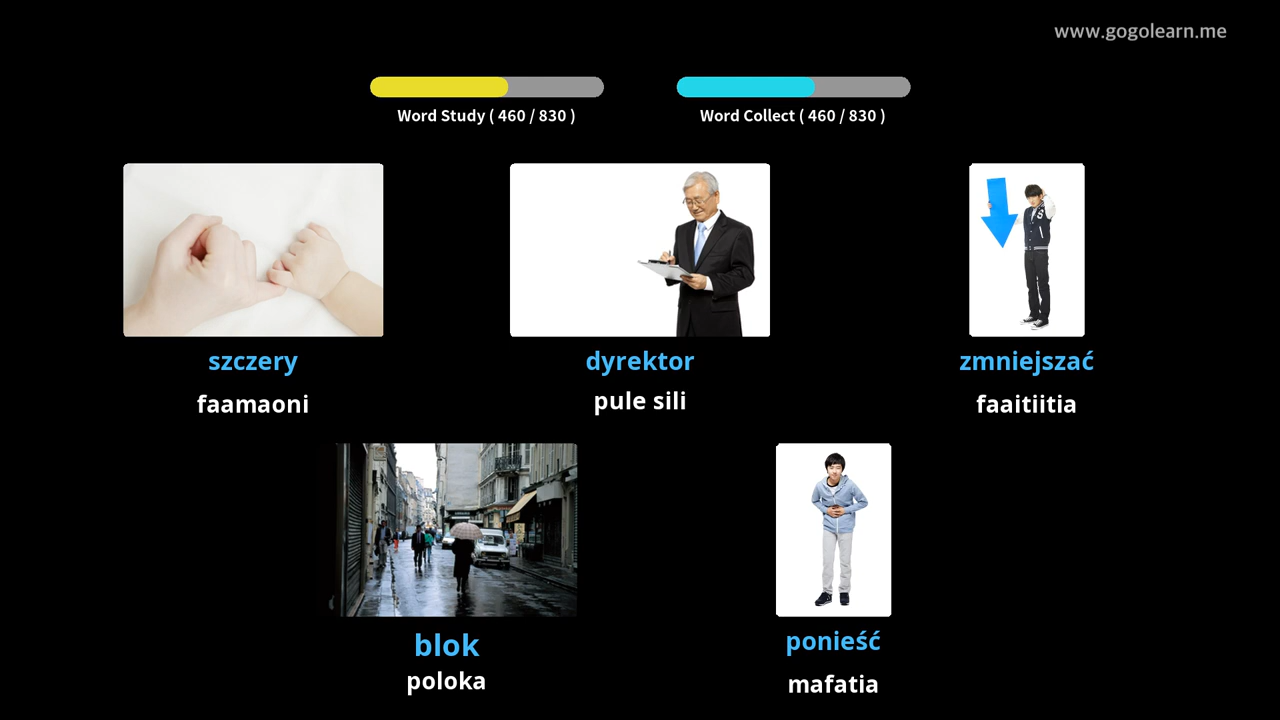 www.gogolearn.me
Word Study ( 460 / 830 )
Word Collect ( 460 / 830 )
szczery
faamaoni
dyrektor
pule sili
zmniejszać
faaitiitia
blok
poloka
ponieść
mafatia